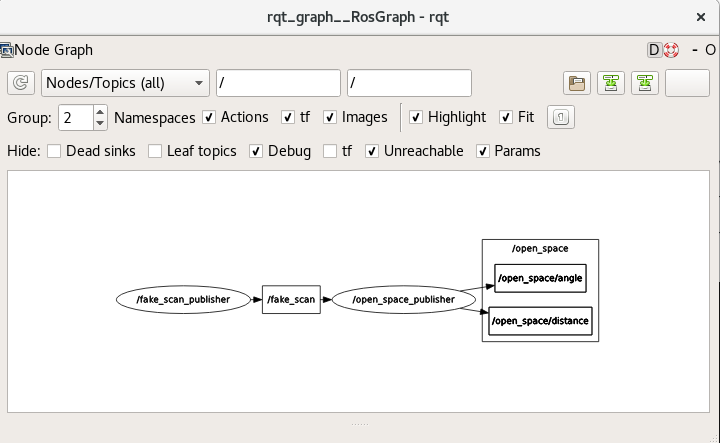 rqt_graph__RosGraph - rqt
Node Graph
D - O
Nodes/Topics (all) / /
Group: 2 Namespaces Actions tf Images Highlight Fit
Hide: Dead sinks Leaf topics Debug tf Unreachable Params
/open_space
/open_space/angle
/fake_scan_publisher /fake_scan /open_space_publisher
/open_space/distance